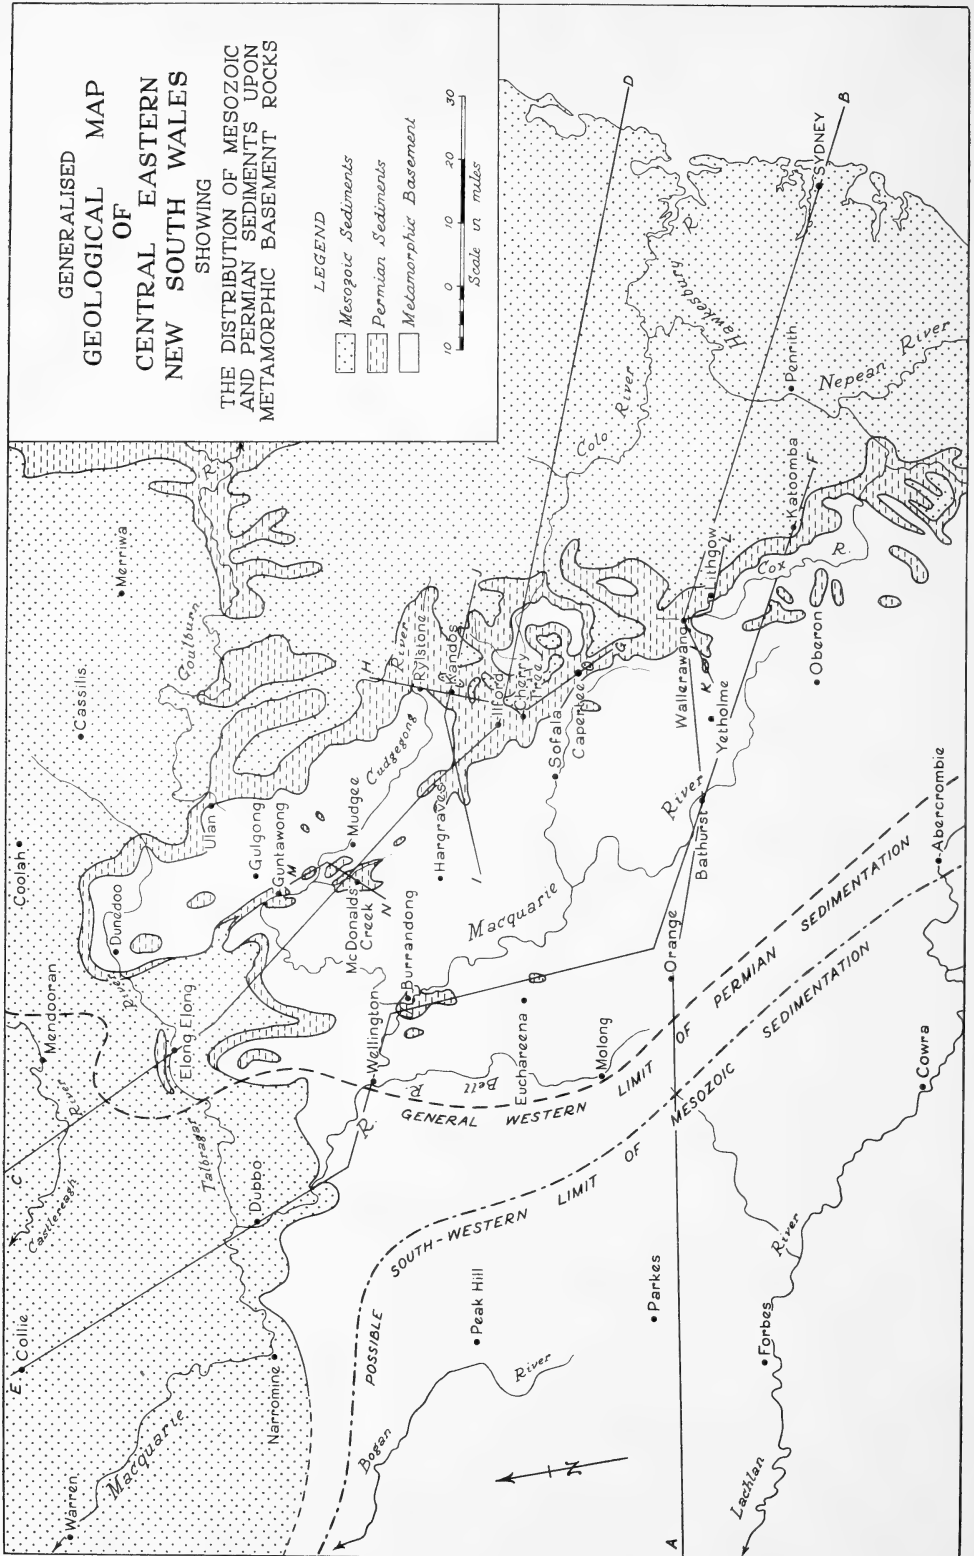 GENERALISED
GEOLOGICAL MAP
OF
CENTRAL EASTERN
NEW SOUTH WALES
SHOWING
THE DISTRIBUTION OF MESOZOIC
AND PERMIAN SEDIMENTS UPON
METAMORPHIC BASEMENT ROCKS
LEGEND
Mesozoic Sediments
Permian Sediments
Metamorphic Basement
10 0 10 20 30
Scale in miles
Warren
Macquarie
E
Collie
Narromine
Dubbo
C
Castlereagh
River
Mendooran
Talbragar
River
Elong Elong
Dunedoo
Coolah
Cassilis
Merriwa
Goulburn
R.
Ulan
Gulgong
Guntawong
M
McDonalds
Creek
N
Mudgee
Cudgegong
River
H
Rylstone
Kandos
J
Hargraves
I
Ilford
Cherry
Tree
Sofala
Capertee
G
D
Colo
River
Hawkesbury
R
B
SYDNEY
Penrith
Nepean
River
Katoomba
F
Lithgow
L
Cox
R.
Wallerawang
K
Yetholme
Oberon
River
Bathurst
Macquarie
Burrandong
Wellington
R.
Bell
R
Euchareena
Molong
Orange
Abercrombie
GENERAL WESTERN LIMIT OF PERMIAN SEDIMENTATION
POSSIBLE SOUTH-WESTERN LIMIT OF MESOZOIC SEDIMENTATION
Peak Hill
Bogan
River
Parkes
N
A
Forbes
Lachlan
River
Cowra